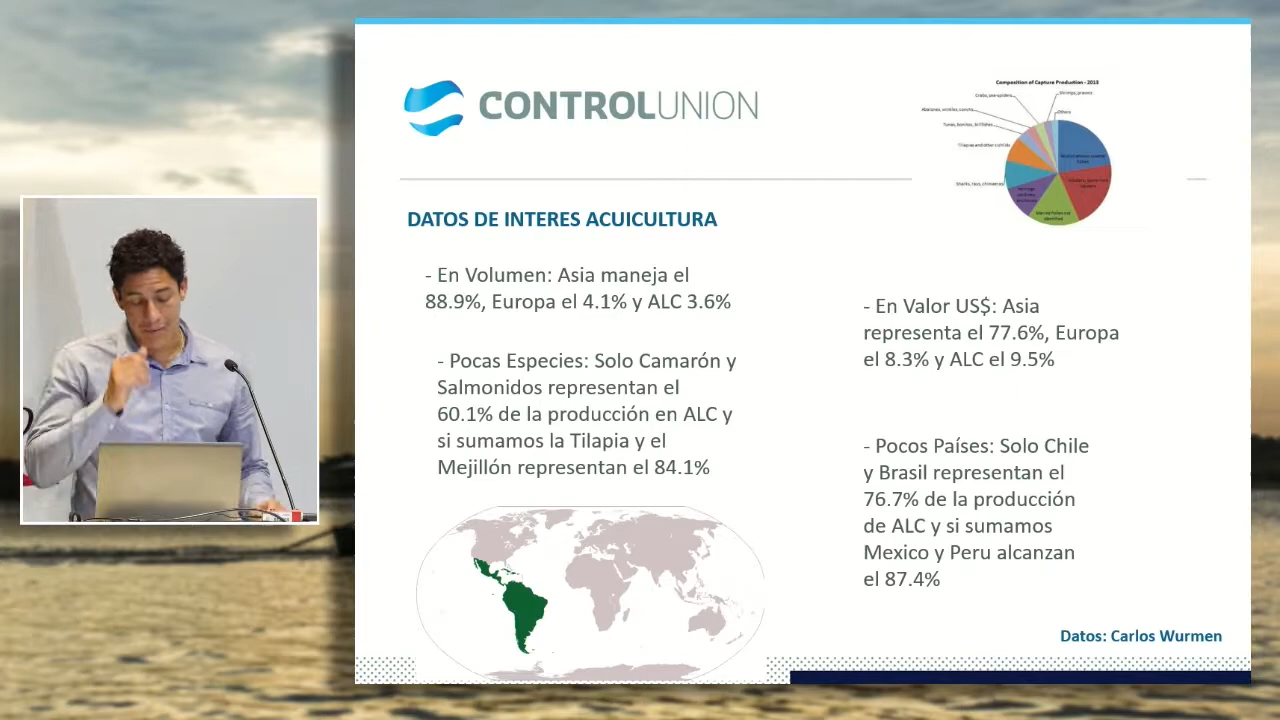 CONTROLUNION
Composition of Capture Production - 2013
Shrimps, prawns
Others
DATOS DE INTERES ACUICULTURA
- En Volumen: Asia maneja el
88.9%, Europa el 4.1% y ALC 3.6%
- Pocas Especies: Solo Camarón y
Salmonidos representan el
60.1% de la producción en ALC y
si sumamos la Tilapia y el
Mejillón representan el 84.1%
- En Valor US$: Asia
representa el 77.6%, Europa
el 8.3% y ALC el 9.5%
- Pocos Países: Solo Chile
y Brasil representan el
76.7% de la producción
de ALC y si sumamos
Mexico y Peru alcanzan
el 87.4%
Datos: Carlos Wurmen